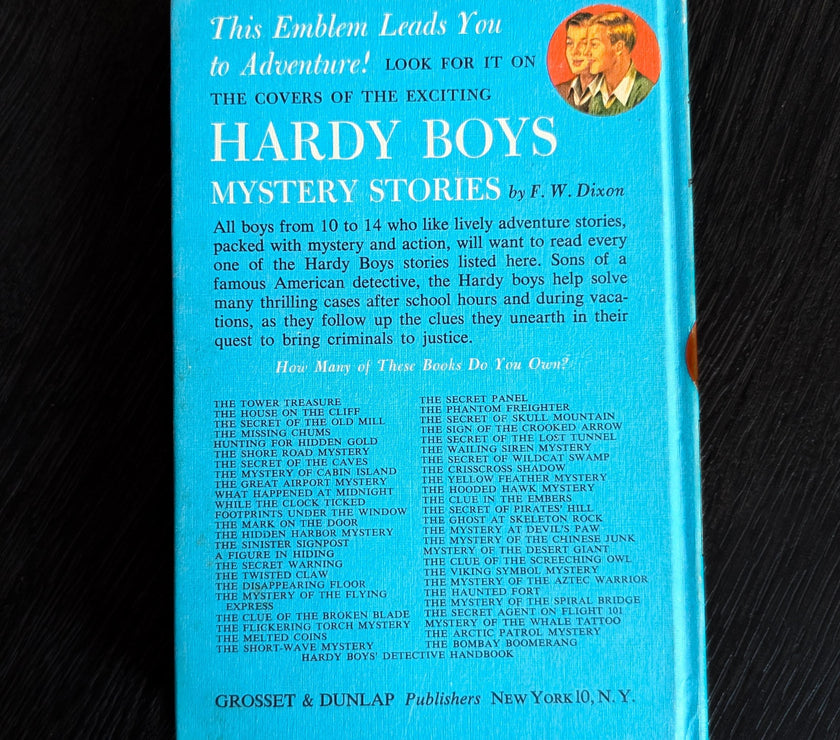 This Emblem Leads You
to Adventure! LOOK FOR IT ON
THE COVERS OF THE EXCITING
HARDY BOYS
MYSTERY STORIES by F. W. Dixon
All boys from 10 to 14 who like lively adventure stories,
packed with mystery and action, will want to read every
one of the Hardy Boys stories listed here. Sons of a
famous American detective, the Hardy boys help solve
many thrilling cases after school hours and during vaca-
tions, as they follow up the clues they unearth in their
quest to bring criminals to justice.
How Many of These Books Do You Own?
THE TOWER TREASURE
THE HOUSE ON THE CLIFF
THE SECRET OF THE OLD MILL
THE MISSING CHUMS
HUNTING FOR HIDDEN GOLD
THE SHORE ROAD MYSTERY
THE SECRET OF THE CAVES
THE MYSTERY OF CABIN ISLAND
THE GREAT AIRPORT MYSTERY
WHAT HAPPENED AT MIDNIGHT
WHILE THE CLOCK TICKED
FOOTPRINTS UNDER THE WINDOW
THE MARK ON THE DOOR
THE HIDDEN HARBOR MYSTERY
THE SINISTER SIGNPOST
A FIGURE IN HIDING
THE SECRET WARNING
THE TWISTED CLAW
THE DISAPPEARING FLOOR
THE MYSTERY OF THE FLYING
EXPRESS
THE CLUE OF THE BROKEN BLADE
THE FLICKERING TORCH MYSTERY
THE MELTED COINS
THE SHORT-WAVE MYSTERY
THE SECRET PANEL
THE PHANTOM FREIGHTER
THE SECRET OF SKULL MOUNTAIN
THE SIGN OF THE CROOKED ARROW
THE SECRET OF THE LOST TUNNEL
THE WAILING SIREN MYSTERY
THE SECRET OF WILDCAT SWAMP
THE CRISSCROSS SHADOW
THE YELLOW FEATHER MYSTERY
THE HOODED HAWK MYSTERY
THE CLUE IN THE EMBERS
THE SECRET OF PIRATES' HILL
THE GHOST AT SKELETON ROCK
THE MYSTERY AT DEVIL'S PAW
THE MYSTERY OF THE CHINESE JUNK
MYSTERY OF THE DESERT GIANT
THE CLUE OF THE SCREECHING OWL
THE VIKING SYMBOL MYSTERY
THE MYSTERY OF THE AZTEC WARRIOR
THE HAUNTED FORT
THE MYSTERY OF THE SPIRAL BRIDGE
THE SECRET AGENT ON FLIGHT 101
MYSTERY OF THE WHALE TATTOO
THE ARCTIC PATROL MYSTERY
THE BOMBAY BOOMERANG
HARDY BOYS' DETECTIVE HANDBOOK
GROSSET & DUNLAP Publishers NEW YORK 10, N. Y.